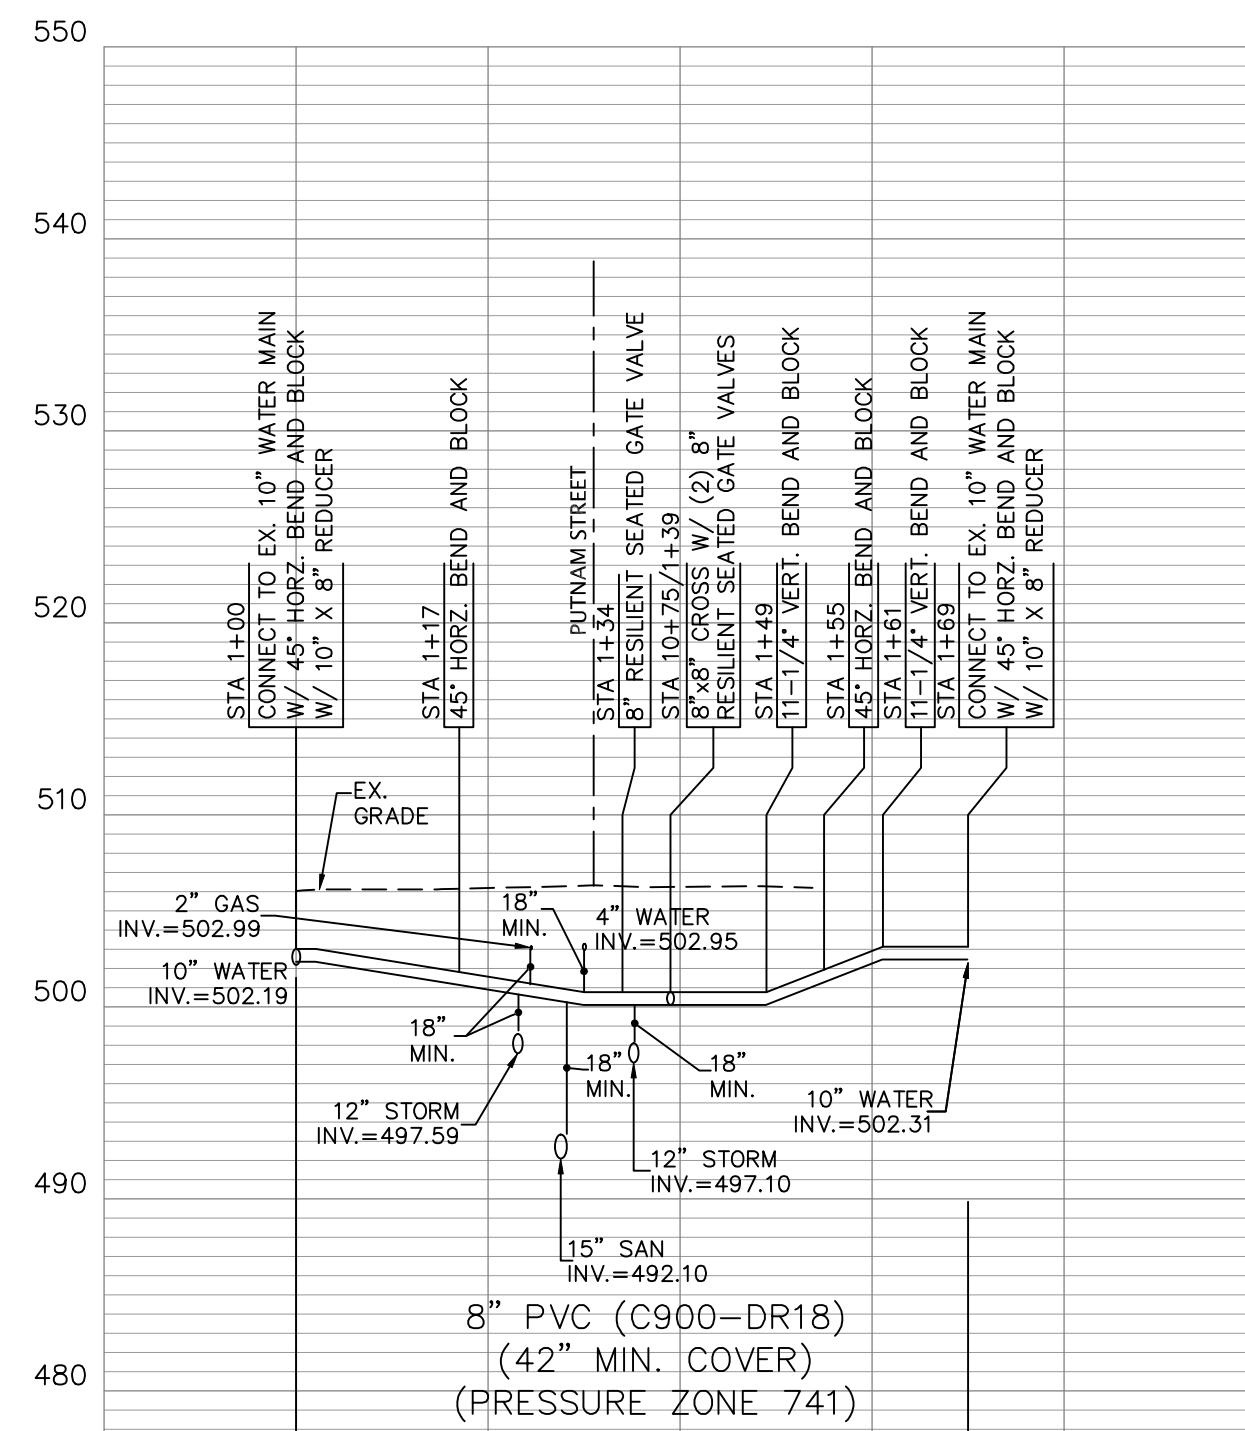 550
540
530
520
510
500
490
480
STA 1+00
CONNECT TO EX. 10" WATER MAIN
W/ 45° HORZ. BEND AND BLOCK
W/ 10" X 8" REDUCER
STA 1+17
45° HORZ. BEND AND BLOCK
PUTNAM STREET
STA 1+34
8" RESILIENT SEATED GATE VALVE
STA 10+75/1+39
8"x8" CROSS W/ (2) 8"
RESILIENT SEATED GATE VALVES
STA 1+49
11-1/4° VERT. BEND AND BLOCK
STA 1+55
45° HORZ. BEND AND BLOCK
STA 1+61
11-1/4° VERT. BEND AND BLOCK
STA 1+69
CONNECT TO EX. 10" WATER MAIN
W/ 45° HORZ. BEND AND BLOCK
W/ 10" X 8" REDUCER
EX.
GRADE
2" GAS
INV.=502.99
18"
MIN.
4" WATER
INV.=502.95
10" WATER
INV.=502.19
18"
MIN.
18"
MIN.
18"
MIN.
12" STORM
INV.=497.59
10" WATER
INV.=502.31
12" STORM
INV.=497.10
15" SAN
INV.=492.10
8" PVC (C900-DR18)
(42" MIN. COVER)
(PRESSURE ZONE 741)